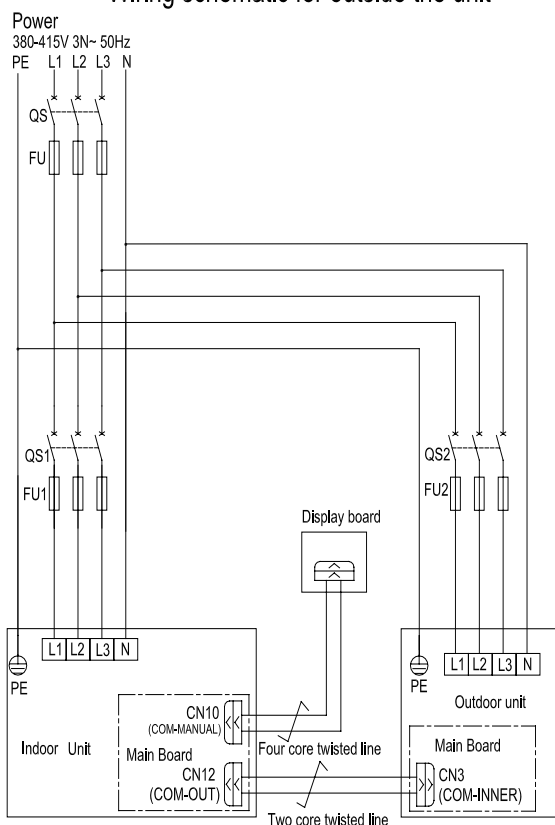 Wiring schematic for outside the unit
Power
380-415V 3N~ 50Hz
PE L1 L2 L3 N
QS
FU
QS1
FU1
QS2
FU2
Display board
L1 L2 L3 N
PE
L1 L2 L3 N
PE
Outdoor unit
CN10
(COM-MANUAL)
Four core twisted line
Indoor Unit
Main Board
CN12
(COM-OUT)
Main Board
CN3
(COM-INNER)
Two core twisted line